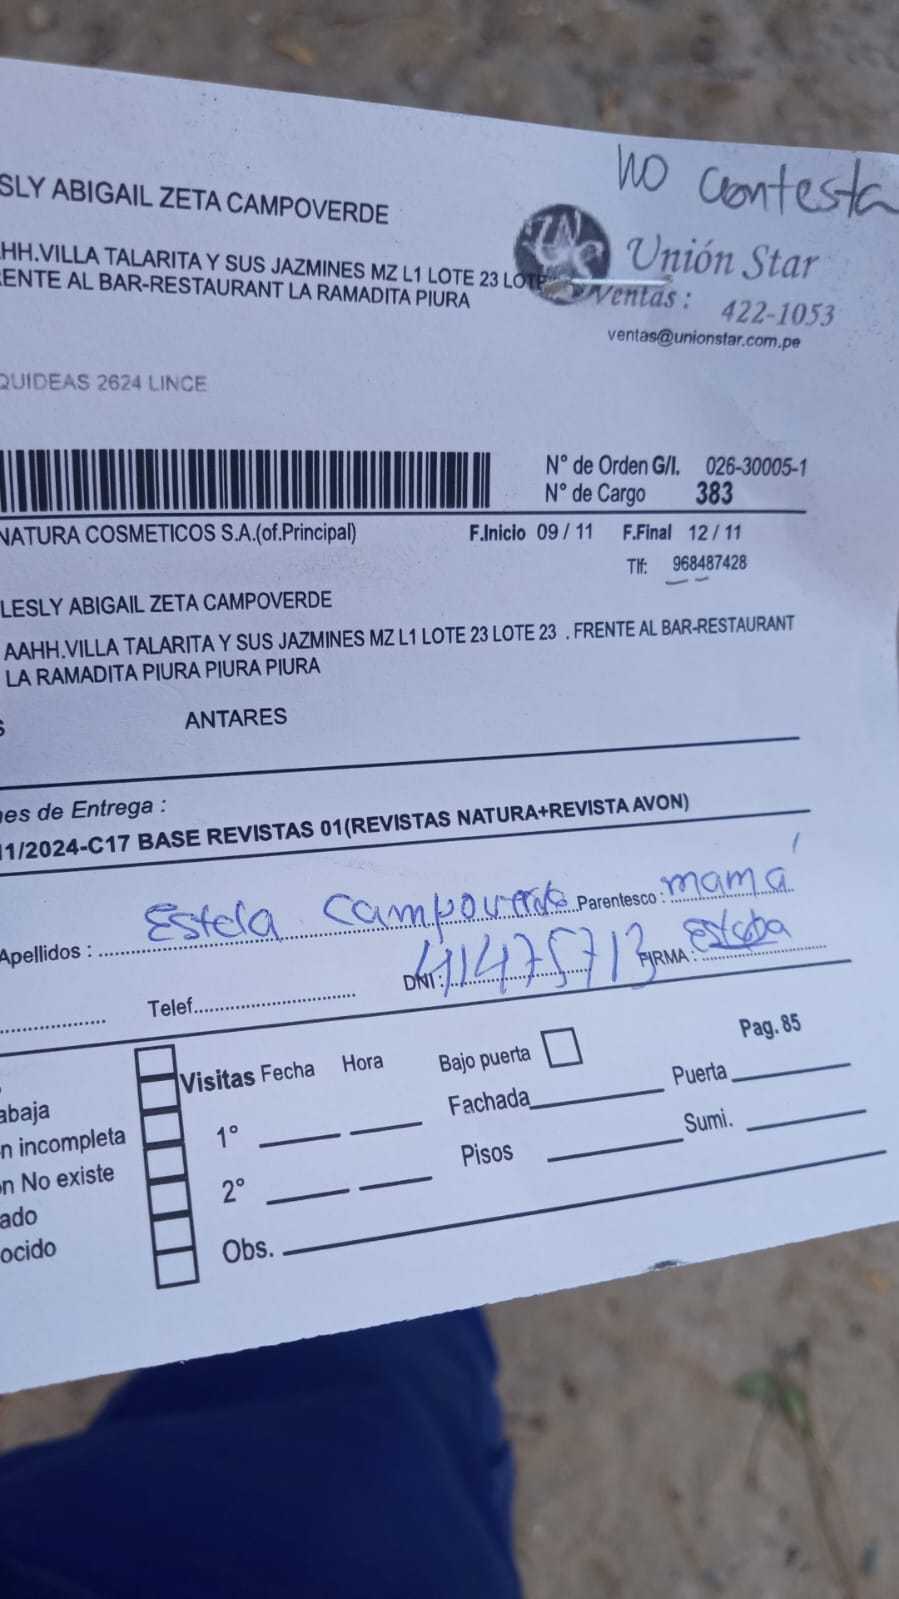 no contesta
SLY ABIGAIL ZETA CAMPOVERDE
HH.VILLA TALARITA Y SUS JAZMINES MZ L1 LOTE 23 LOTE
RENTE AL BAR-RESTAURANT LA RAMADITA PIURA
Unión Star
Ventas : 422-1053
ventas@unionstar.com.pe
QUIDEAS 2624 LINCE
N° de Orden G/I. 026-30005-1
N° de Cargo 383
NATURA COSMETICOS S.A.(of.Principal) F.Inicio 09 / 11 F.Final 12 / 11
Tlf: 968487428
LESLY ABIGAIL ZETA CAMPOVERDE
AAHH.VILLA TALARITA Y SUS JAZMINES MZ L1 LOTE 23 LOTE 23 . FRENTE AL BAR-RESTAURANT
LA RAMADITA PIURA PIURA PIURA
S ANTARES
nes de Entrega :
11/2024-C17 BASE REVISTAS 01(REVISTAS NATURA+REVISTA AVON)
Apellidos : Estela Campoverde Parentesco : mamá
Telef. DNI : 41475713 FIRMA :
Visitas Fecha Hora Bajo puerta Pag. 85
abaja 1° Fachada Puerta
n incompleta
on No existe 2° Pisos Sumi.
ado
ocido Obs.